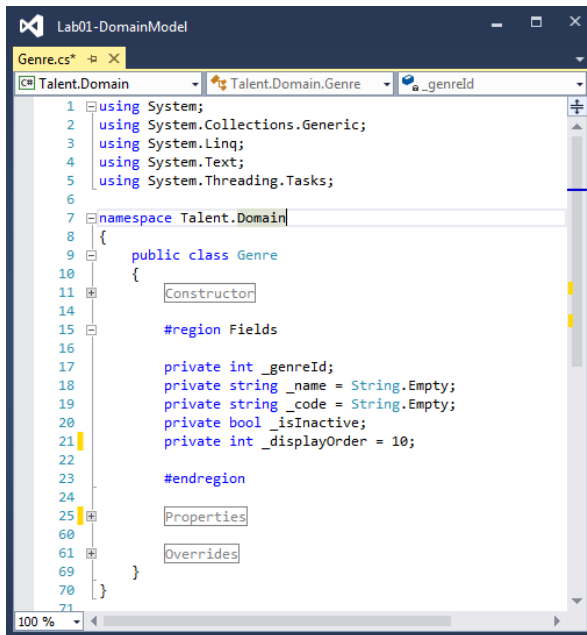 Lab01-DomainModel
Genre.cs*
C# Talent.Domain Talent.Domain.Genre _genreId
1 using System;
2 using System.Collections.Generic;
3 using System.Linq;
4 using System.Text;
5 using System.Threading.Tasks;
6
7 namespace Talent.Domain
8 {
9 public class Genre
10 {
11 Constructor
14
15 #region Fields
16
17 private int _genreId;
18 private string _name = String.Empty;
19 private string _code = String.Empty;
20 private bool _isInactive;
21 private int _displayOrder = 10;
22
23 #endregion
24
25 Properties
60
61 Overrides
69 }
70 }
71
100 %